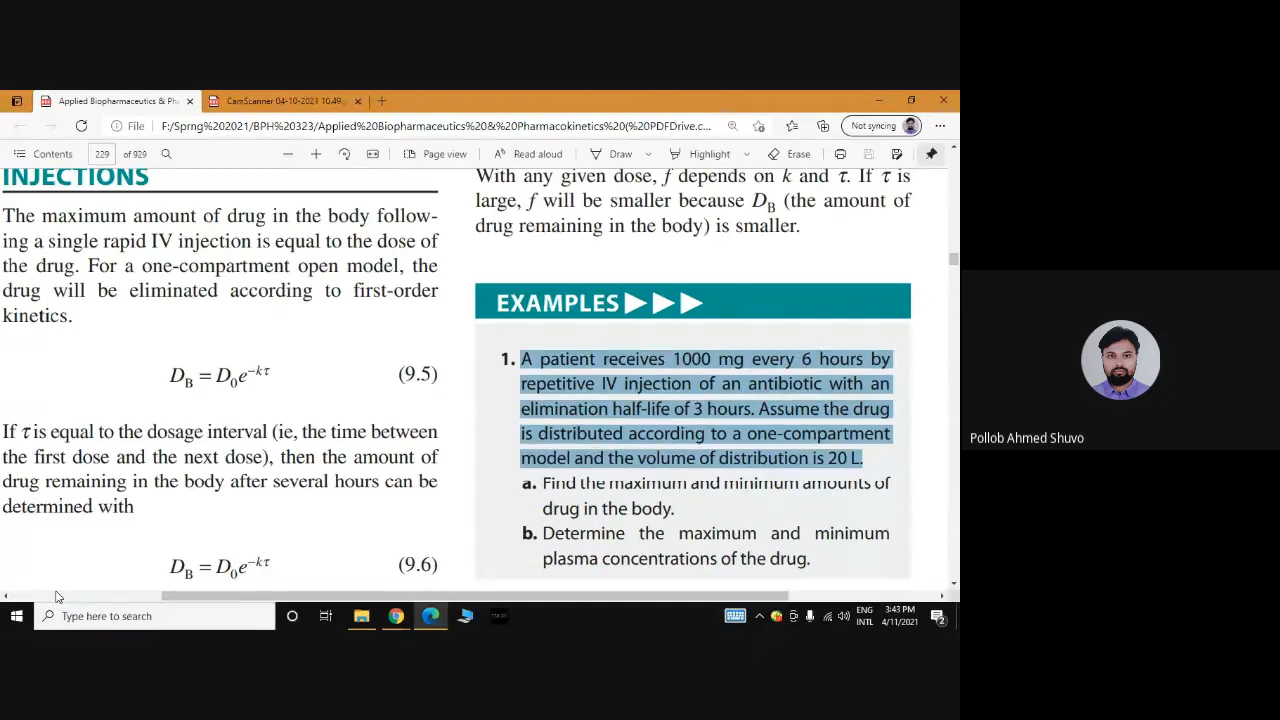 Applied Biopharmaceutics & Pha
CamScanner 04-10-2021 10.49.
File
F:/Sprng%202021/BPH%20323/Applied%20Biopharmaceutics%20&%20Pharmacokinetics%20(%20PDFDrive.c...
Not syncing
Contents
229
of 929
Page view
Read aloud
Draw
Highlight
Erase
INJECTIONS
The maximum amount of drug in the body follow-
ing a single rapid IV injection is equal to the dose of
the drug. For a one-compartment open model, the
drug will be eliminated according to first-order
kinetics.
D_B = D_0e^{−kτ} (9.5)
If τ is equal to the dosage interval (ie, the time between
the first dose and the next dose), then the amount of
drug remaining in the body after several hours can be
determined with
D_B = D_0e^{−kτ} (9.6)
With any given dose, f depends on k and τ. If τ is
large, f will be smaller because D_B (the amount of
drug remaining in the body) is smaller.
EXAMPLES
1. A patient receives 1000 mg every 6 hours by
repetitive IV injection of an antibiotic with an
elimination half-life of 3 hours. Assume the drug
is distributed according to a one-compartment
model and the volume of distribution is 20 L.
a. Find the maximum and minimum amounts of
drug in the body.
b. Determine the maximum and minimum
plasma concentrations of the drug.
Pollob Ahmed Shuvo
Type here to search
ENG
INTL
3:43 PM
4/11/2021
2